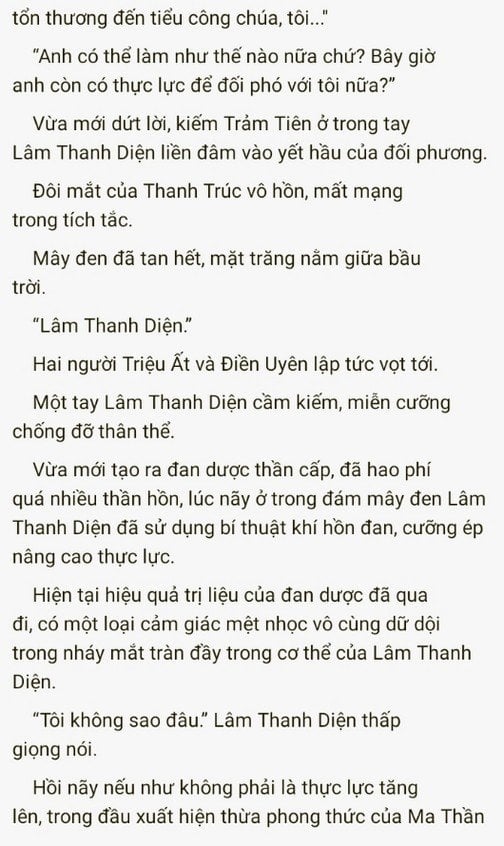 tổn thương đến tiểu công chúa, tôi..."
“Anh có thể làm như thế nào nữa chứ? Bây giờ
anh còn có thực lực để đối phó với tôi nữa?”
Vừa mới dứt lời, kiếm Trảm Tiên ở trong tay
Lâm Thanh Diện liền đâm vào yết hầu của đối phương.
Đôi mắt của Thanh Trúc vô hồn, mất mạng
trong tích tắc.
Mây đen đã tan hết, mặt trăng nằm giữa bầu
trời.
“Lâm Thanh Diện.”
Hai người Triệu Ất và Điền Uyên lập tức vọt tới.
Một tay Lâm Thanh Diện cầm kiếm, miễn cưỡng
chống đỡ thân thể.
Vừa mới tạo ra đan dược thần cấp, đã hao phí
quá nhiều thần hồn, lúc nãy ở trong đám mây đen Lâm
Thanh Diện đã sử dụng bí thuật khí hồn đan, cưỡng ép
nâng cao thực lực.
Hiện tại hiệu quả trị liệu của đan dược đã qua
đi, có một loại cảm giác mệt nhọc vô cùng dữ dội
trong nháy mắt tràn đầy trong cơ thể của Lâm Thanh
Diện.
“Tôi không sao đâu.” Lâm Thanh Diện thấp
giọng nói.
Hồi nãy nếu như không phải là thực lực tăng
lên, trong đầu xuất hiện thừa phong thức của Ma Thần